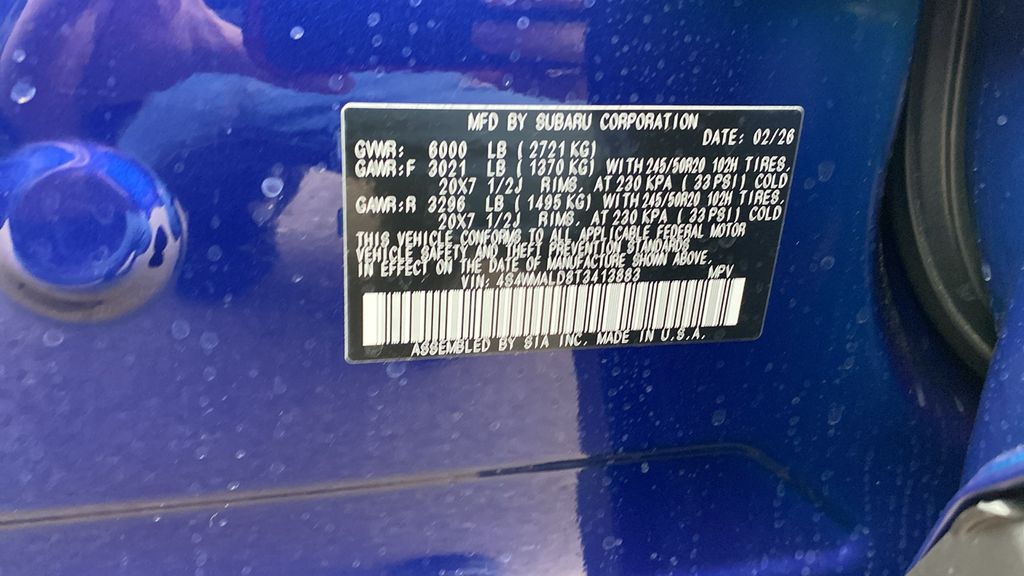 MFD BY SUBARU CORPORATION
DATE: 02/26
GVWR: 6000 LB ( 2721 KG)
GAWR:F 3021 LB ( 1370 KG) WITH 245/50R20 102H TIRES,
20X7 1/2J RIMS, AT 230 KPA ( 33 PSI) COLD
GAWR:R 3296 LB ( 1495 KG) WITH 245/50R20 102H TIRES,
20X7 1/2J RIMS, AT 230 KPA ( 33 PSI) COLD
THIS VEHICLE CONFORMS TO ALL APPLICABLE FEDERAL MOTOR
VEHICLE SAFETY AND THEFT PREVENTION STANDARDS
IN EFFECT ON THE DATE OF MANUFACTURE SHOWN ABOVE.
VIN: MPV
ASSEMBLED BY SIA INC. MADE IN U.S.A.